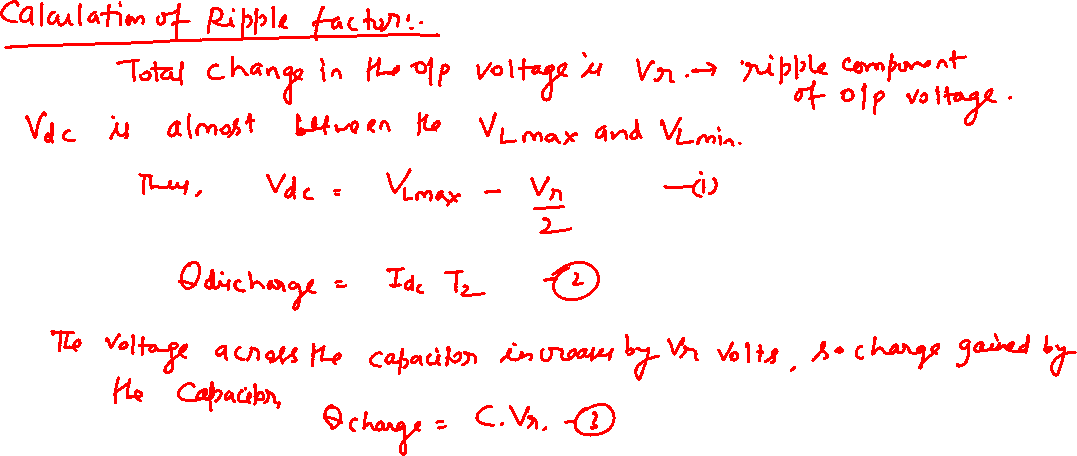 Calculation of Ripple factor:.
Total change in the o/p voltage is Vr. → ripple component
of o/p voltage.
Vdc is almost between the VLmax and VLmin.
Thus, Vdc = VLmax - Vr/2 —(i)
Qdischarge = Idc T2 -②
The voltage across the capacitor increases by Vr Volts, so charge gained by
the Capacitor,
Qcharge = C.Vr. -③